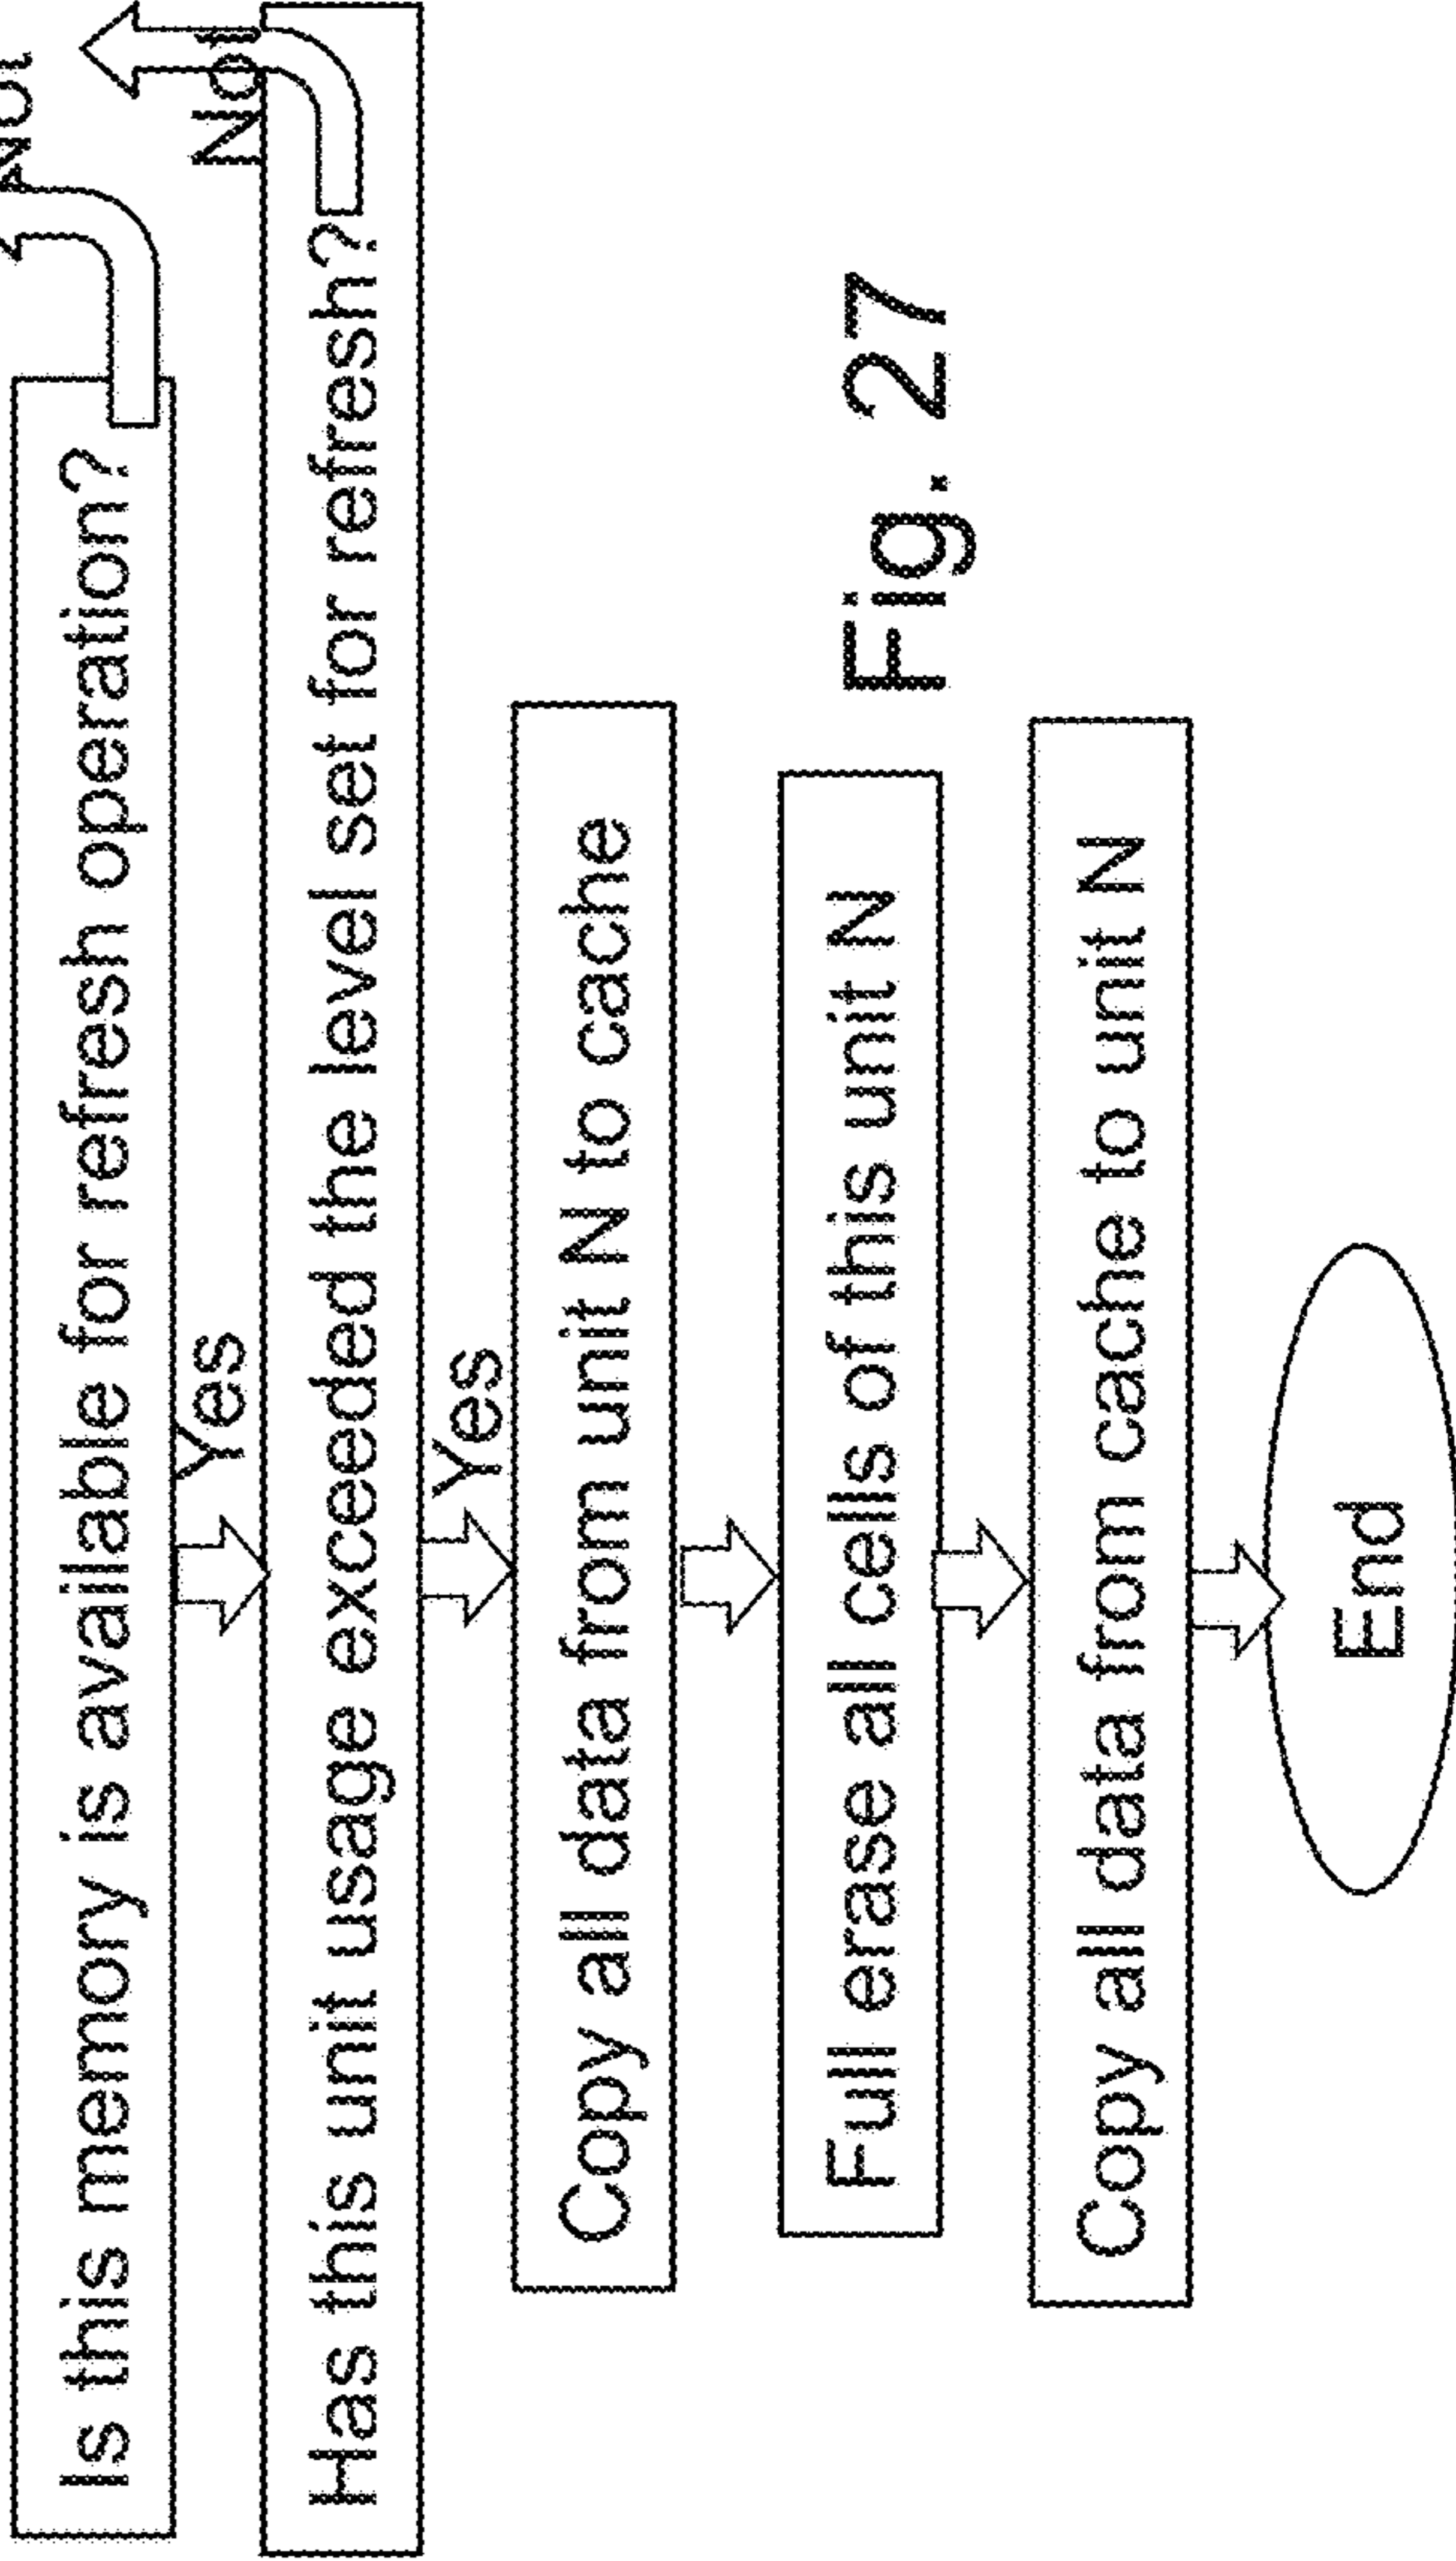 Not
Is this memory is available for refresh operation?
Yes
Not
Has this unit usage exceeded the level set for refresh?
Yes
Copy all data from unit N to cache
Full erase all cells of this unit N
Fig. 27
Copy all data from cache to unit N
End